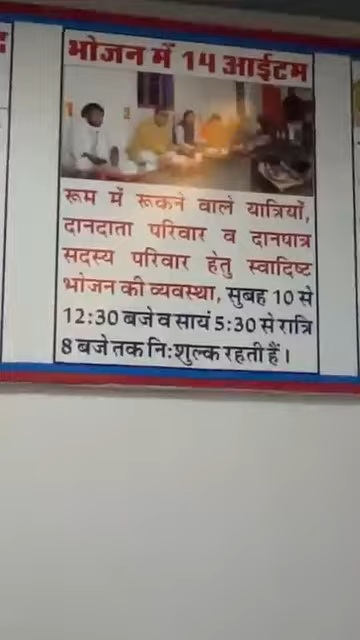 भोजन में 14 आईटम
रूम में रूकने वाले यात्रियों,
दानदाता परिवार व दानपात्र
सदस्य परिवार हेतु स्वादिष्ट
भोजन की व्यवस्था, सुबह 10 से
12:30 बजे व सायं 5:30 से रात्रि
8 बजे तक नि:शुल्क रहती हैं।